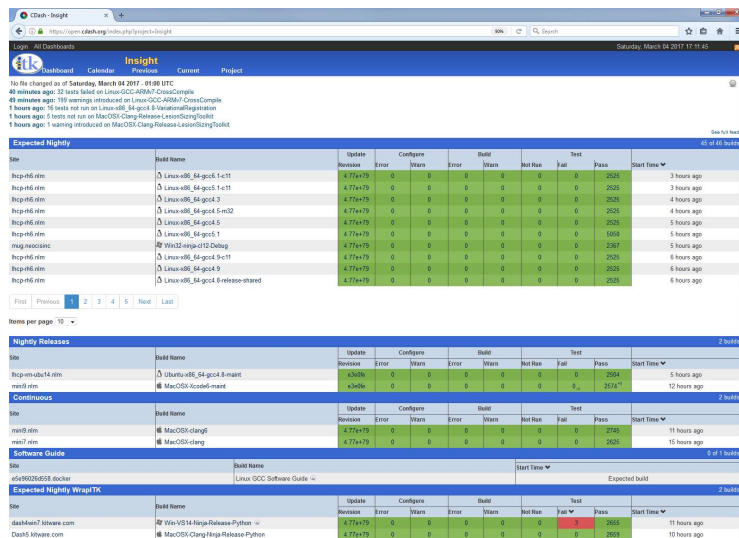 CDash - Insight
https://open.cdash.org/index.php?project=Insight
50%
Search
Login All Dashboards
Saturday, March 04 2017 17:11:45
itk
Insight
Dashboard Calendar Previous Current Project
No file changed as of Saturday, March 04 2017 - 01:00 UTC
40 minutes ago: 32 tests failed on Linux-GCC-ARMv7-CrossCompile
49 minutes ago: 199 warnings introduced on Linux-GCC-ARMv7-CrossCompile
1 hours ago: 16 tests not run on Linux-x86_64-gcc4.8-VariationalRegistration
1 hours ago: 5 tests not run on MacOSX-Clang-Release-LesionSizingToolkit
1 hours ago: 1 warning introduced on MacOSX-Clang-Release-LesionSizingToolkit
See full feed
Expected Nightly 45 of 46 builds
Site Build Name Update Configure Build Test Start Time
Revision Error Warn Error Warn Not Run Fail Pass
lhcp-rh6.nlm Linux-x86_64-gcc6.1-c11 4.77e+79 0 0 0 0 0 0 2525 3 hours ago
lhcp-rh6.nlm Linux-x86_64-gcc5.1-c11 4.77e+79 0 0 0 0 0 0 2525 3 hours ago
lhcp-rh6.nlm Linux-x86_64-gcc4.3 4.77e+79 0 0 0 0 0 0 2525 4 hours ago
lhcp-rh6.nlm Linux-x86_64-gcc4.5-m32 4.77e+79 0 0 0 0 0 0 2525 4 hours ago
lhcp-rh6.nlm Linux-x86_64-gcc4.5 4.77e+79 0 0 0 0 0 0 2525 5 hours ago
lhcp-rh6.nlm Linux-x86_64-gcc5.1 4.77e+79 0 0 0 0 0 0 5050 5 hours ago
mug.neocisinc Win32-ninja-cl12-Debug 4.77e+79 0 0 0 0 0 0 2367 5 hours ago
lhcp-rh6.nlm Linux-x86_64-gcc4.9-c11 4.77e+79 0 0 0 0 0 0 2525 6 hours ago
lhcp-rh6.nlm Linux-x86_64-gcc4.9 4.77e+79 0 0 0 0 0 0 2525 6 hours ago
lhcp-rh6.nlm Linux-x86_64-gcc4.8-release-shared 4.77e+79 0 0 0 0 0 0 2525 6 hours ago
First Previous 1 2 3 4 5 Next Last
Items per page 10
Nightly Releases 2 builds
Site Build Name Update Configure Build Test Start Time
Revision Error Warn Error Warn Not Run Fail Pass
lhcp-vm-ubu14.nlm Ubuntu-x86_64-gcc4.8-maint e3e0fe 0 0 0 0 0 0 2504 5 hours ago
mini9.nlm MacOSX-Xcode6-maint e3e0fe 0 0 0 0 0 0 2574 12 hours ago
Continuous 2 builds
Site Build Name Update Configure Build Test Start Time
Revision Error Warn Error Warn Not Run Fail Pass
mini9.nlm MacOSX-clang6 4.77e+79 0 0 0 0 0 0 2745 11 hours ago
mini7.nlm MacOSX-clang 4.77e+79 0 0 0 0 0 0 2625 15 hours ago
Software Guide 0 of 1 builds
Site Build Name Start Time
e5e96026d558.docker Linux GCC Software Guide Expected build
Expected Nightly WrapITK 2 builds
Site Build Name Update Configure Build Test Start Time
Revision Error Warn Error Warn Not Run Fail Pass
dash4win7.kitware.com Win-VS14-Ninja-Release-Python 4.77e+79 0 0 0 0 0 3 2655 11 hours ago
Dash5.kitware.com MacOSX-Clang-Ninja-Release-Python 4.77e+79 0 0 0 0 0 0 2659 10 hours ago